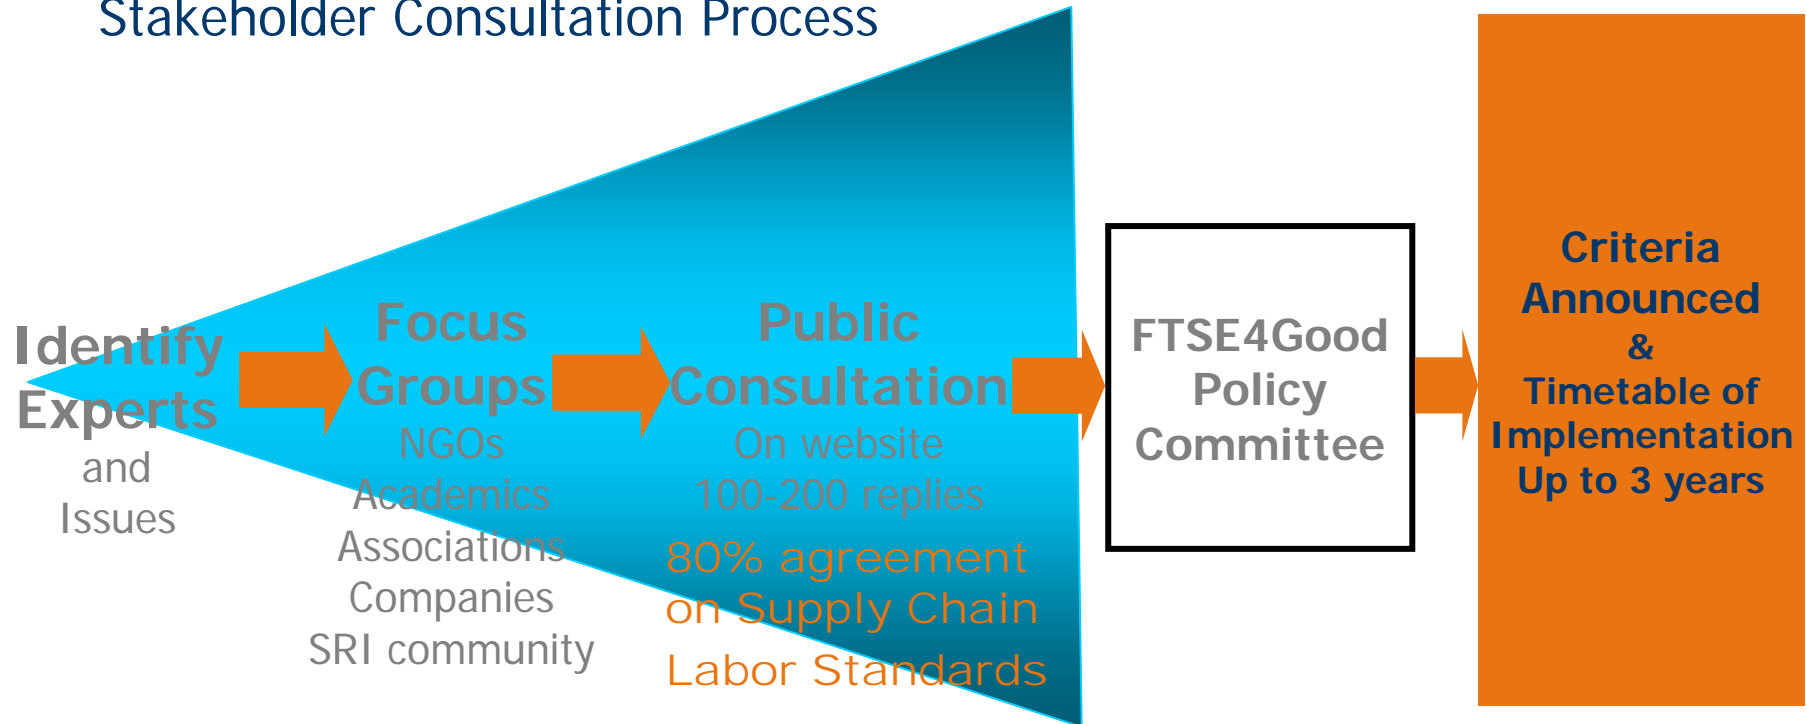 Stakeholder Consultation Process
Identify
Experts
and
Issues
Focus
Groups
NGOs
Academics
Associations
Companies
SRI community
Public
Consultation
On website
100-200 replies
80% agreement
on Supply Chain
Labor Standards
FTSE4Good
Policy
Committee
Criteria
Announced
&
Timetable of
Implementation
Up to 3 years